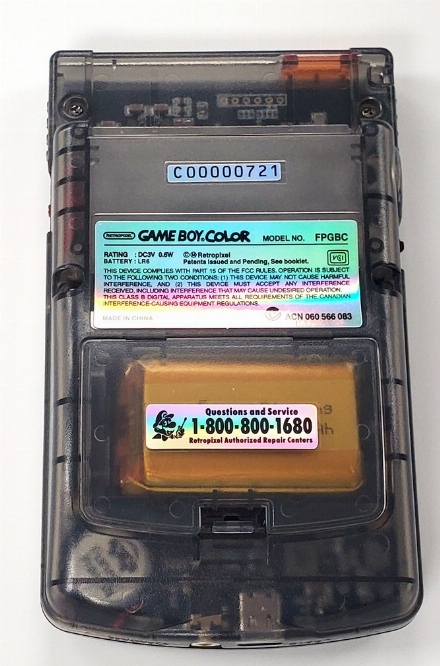 C00000721
RETROPIXEL GAME BOY COLOR MODEL NO. FPGBC
RATING : DC3V 0.6W ©Ⓜ Retropixel
BATTERY : LR6 Patents Issued and Pending, See booklet.
THIS DEVICE COMPLIES WITH PART 15 OF THE FCC RULES. OPERATION IS SUBJECT
TO THE FOLLOWING TWO CONDITIONS: (1) THIS DEVICE MAY NOT CAUSE HARMFUL
INTERFERENCE, AND (2) THIS DEVICE MUST ACCEPT ANY INTERFERENCE
RECEIVED, INCLUDING INTERFERENCE THAT MAY CAUSE UNDESIRED OPERATION.
THIS CLASS B DIGITAL APPARATUS MEETS ALL REQUIREMENTS OF THE CANADIAN
INTERFERENCE-CAUSING EQUIPMENT REGULATIONS.
MADE IN CHINA
ACN 060 566 083
Questions and Service
1-800-800-1680
Retropixel Authorized Repair Centers